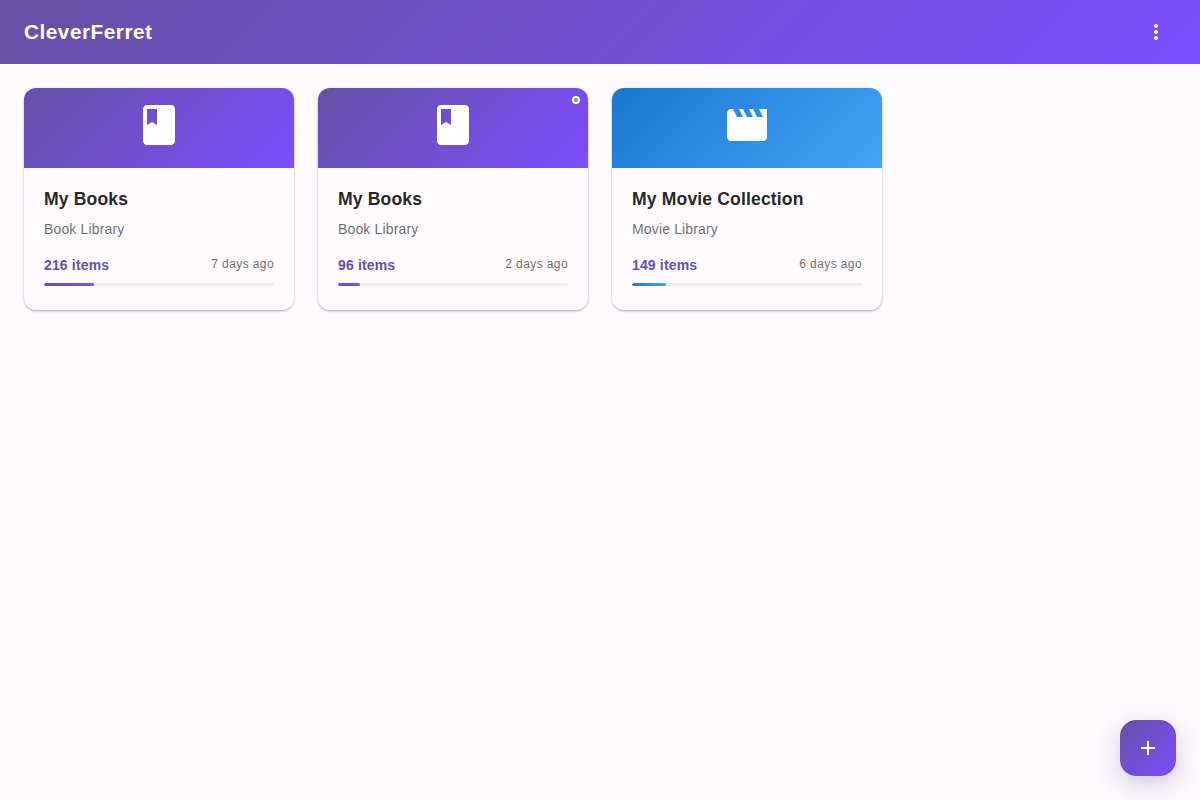 CleverFerret
My Books
Book Library
216 items
7 days ago
My Books
Book Library
96 items
2 days ago
My Movie Collection
Movie Library
149 items
6 days ago